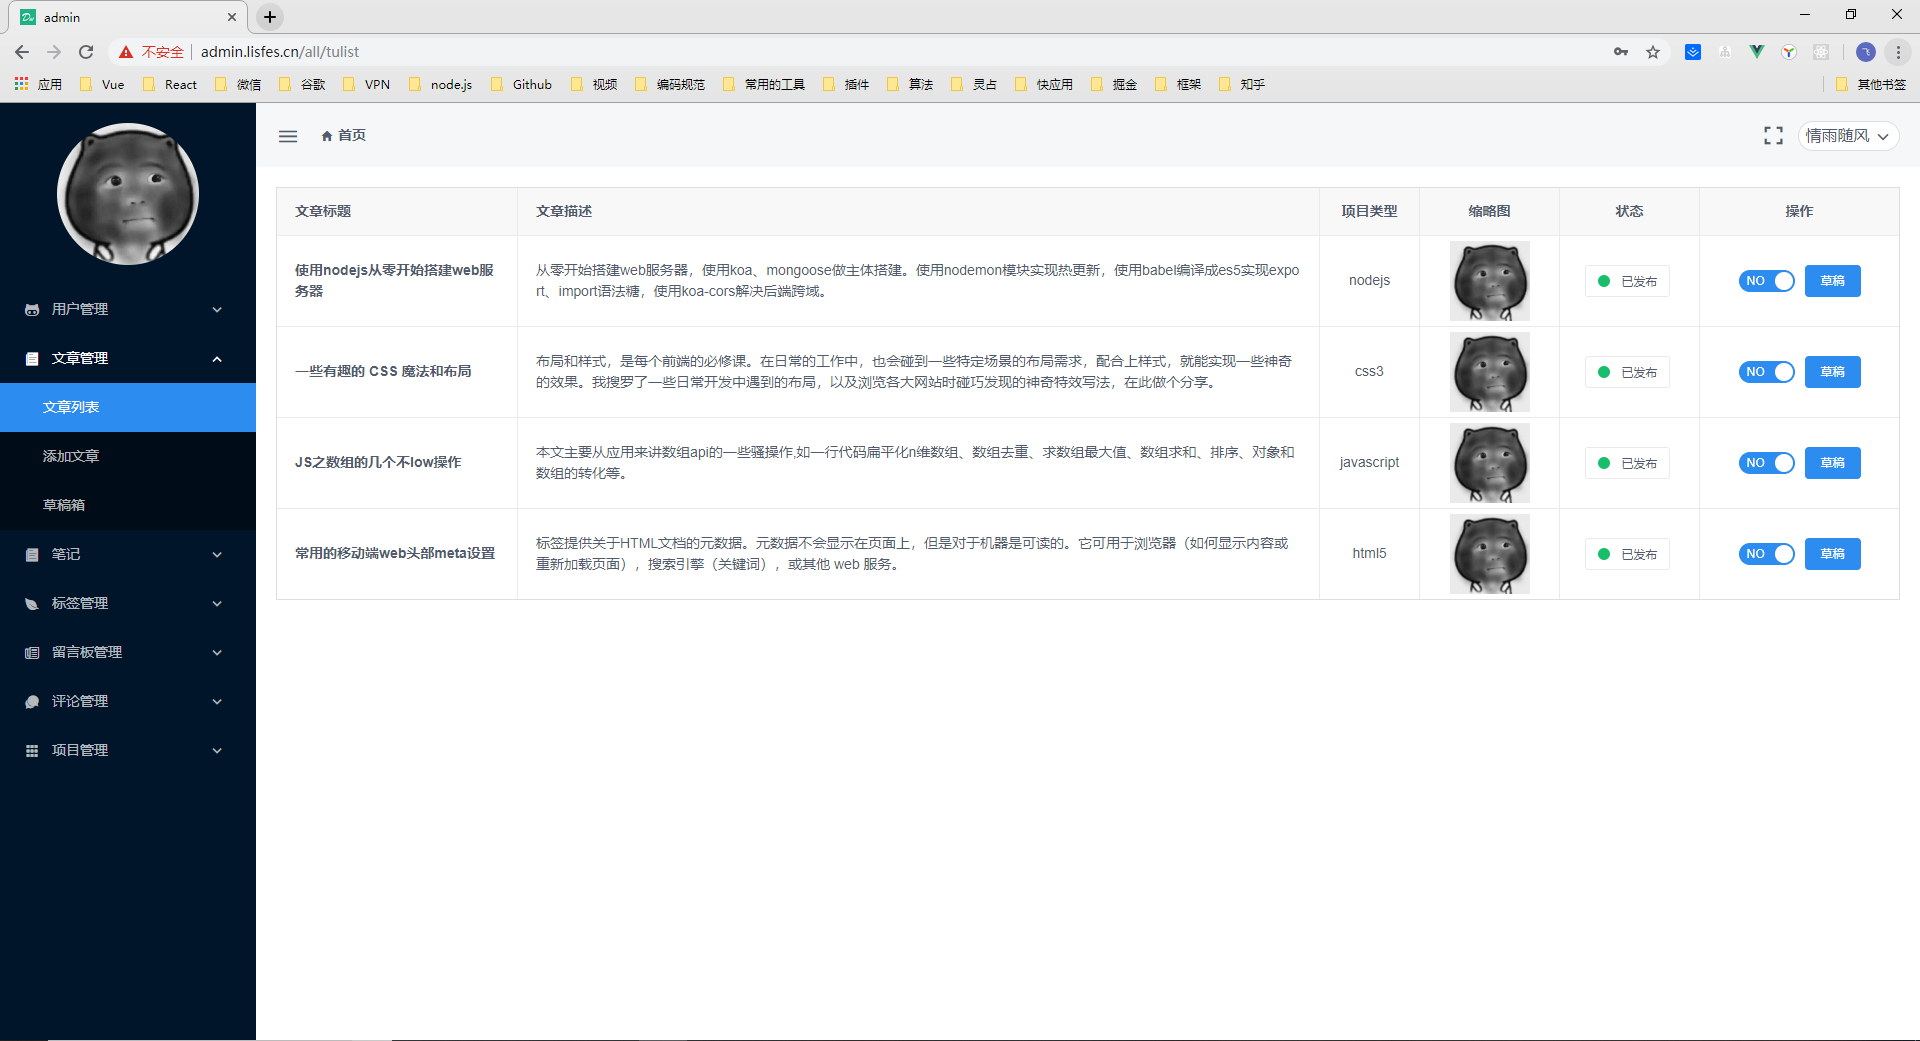 admin
不安全 admin.lisfes.cn/all/tulist
应用 Vue React 微信 谷歌 VPN node.js Github 视频 编码规范 常用的工具 插件 算法 灵占 快应用 掘金 框架 知乎 其他书签
首页 情雨随风
用户管理
文章管理
文章列表
添加文章
草稿箱
笔记
标签管理
留言板管理
评论管理
项目管理
文章标题 文章描述 项目类型 缩略图 状态 操作
使用nodejs从零开始搭建web服
务器
从零开始搭建web服务器，使用koa、mongoose做主体搭建。使用nodemon模块实现热更新，使用babel编译成es5实现expo
rt、import语法糖，使用koa-cors解决后端跨域。
nodejs 已发布 NO 草稿
一些有趣的 CSS 魔法和布局
布局和样式，是每个前端的必修课。在日常的工作中，也会碰到一些特定场景的布局需求，配合上样式，就能实现一些神奇
的效果。我搜罗了一些日常开发中遇到的布局，以及浏览各大网站时碰巧发现的神奇特效写法，在此做个分享。
css3 已发布 NO 草稿
JS之数组的几个不low操作
本文主要从应用来讲数组api的一些骚操作,如一行代码扁平化n维数组、数组去重、求数组最大值、数组求和、排序、对象和
数组的转化等。
javascript 已发布 NO 草稿
常用的移动端web头部meta设置
标签提供关于HTML文档的元数据。元数据不会显示在页面上，但是对于机器是可读的。它可用于浏览器（如何显示内容或
重新加载页面），搜索引擎（关键词），或其他 web 服务。
html5 已发布 NO 草稿